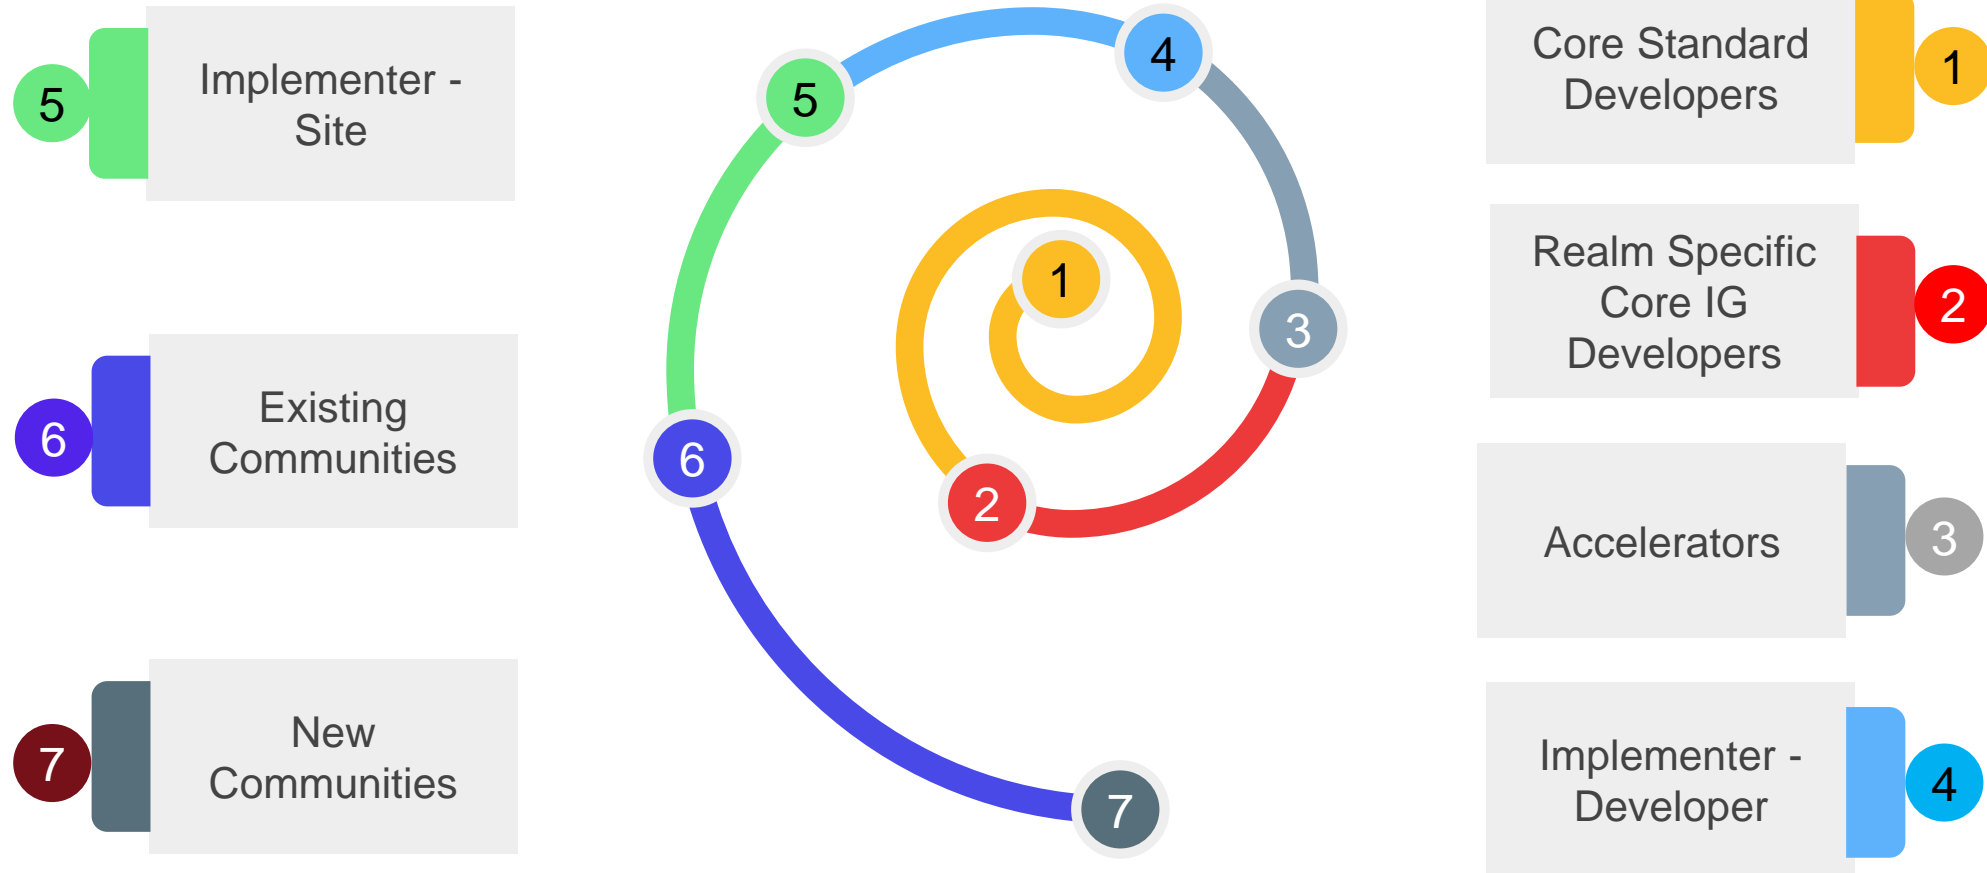 5
Implementer -
Site
6
Existing
Communities
7
New
Communities
4
5
1
3
6
2
7
Core Standard
Developers
1
Realm Specific
Core IG
Developers
2
Accelerators
3
Implementer -
Developer
4